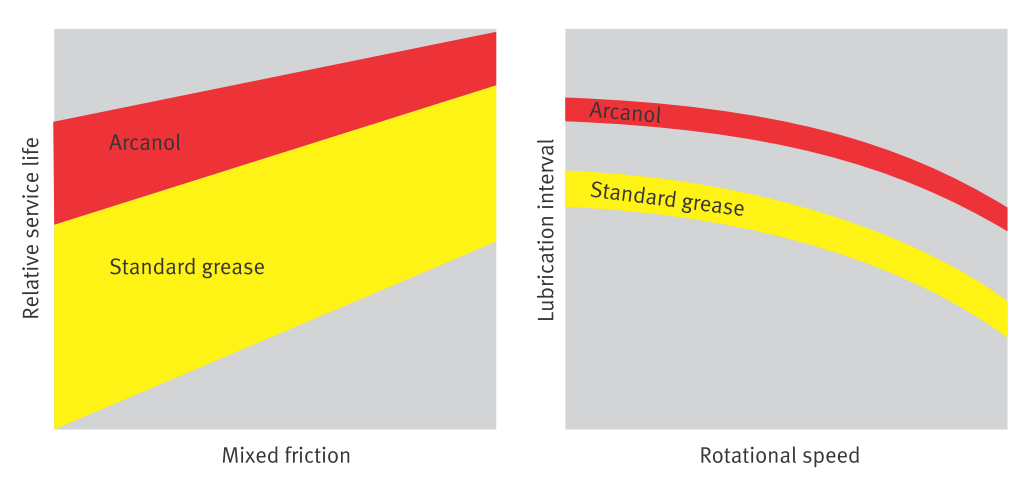 Relative service life
Arcanol
Standard grease
Mixed friction
Lubrication interval
Arcanol
Standard grease
Rotational speed